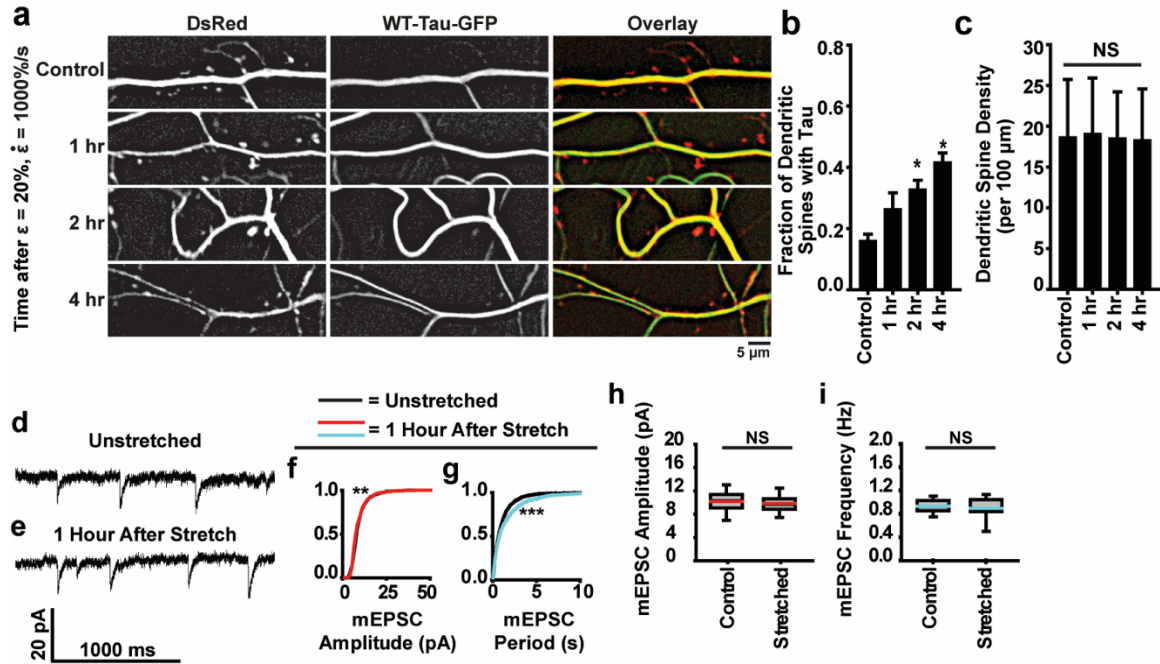 a
DsRed
WT-Tau-GFP
Overlay
Time after ε = 20%, ε̇ = 1000%/s
Control
1 hr
2 hr
4 hr
5 µm
b
Fraction of Dendritic
Spines with Tau
0.8
0.6
0.4
0.2
0.0
*
*
Control
1 hr
2 hr
4 hr
c
Dendritic Spine Density
(per 100 µm)
30
25
20
15
10
5
0
NS
Control
1 hr
2 hr
4 hr
d
Unstretched
e
1 Hour After Stretch
20 pA
1000 ms
= Unstretched
= 1 Hour After Stretch
f
**
1.0
0.5
0.0
0
25
50
mEPSC
Amplitude (pA)
g
***
1.0
0.5
0.0
0
5
10
mEPSC
Period (s)
h
mEPSC Amplitude (pA)
20
16
12
8
4
0
NS
Control
Stretched
i
mEPSC Frequency (Hz)
2.0
1.6
1.2
0.8
0.4
0.0
NS
Control
Stretched